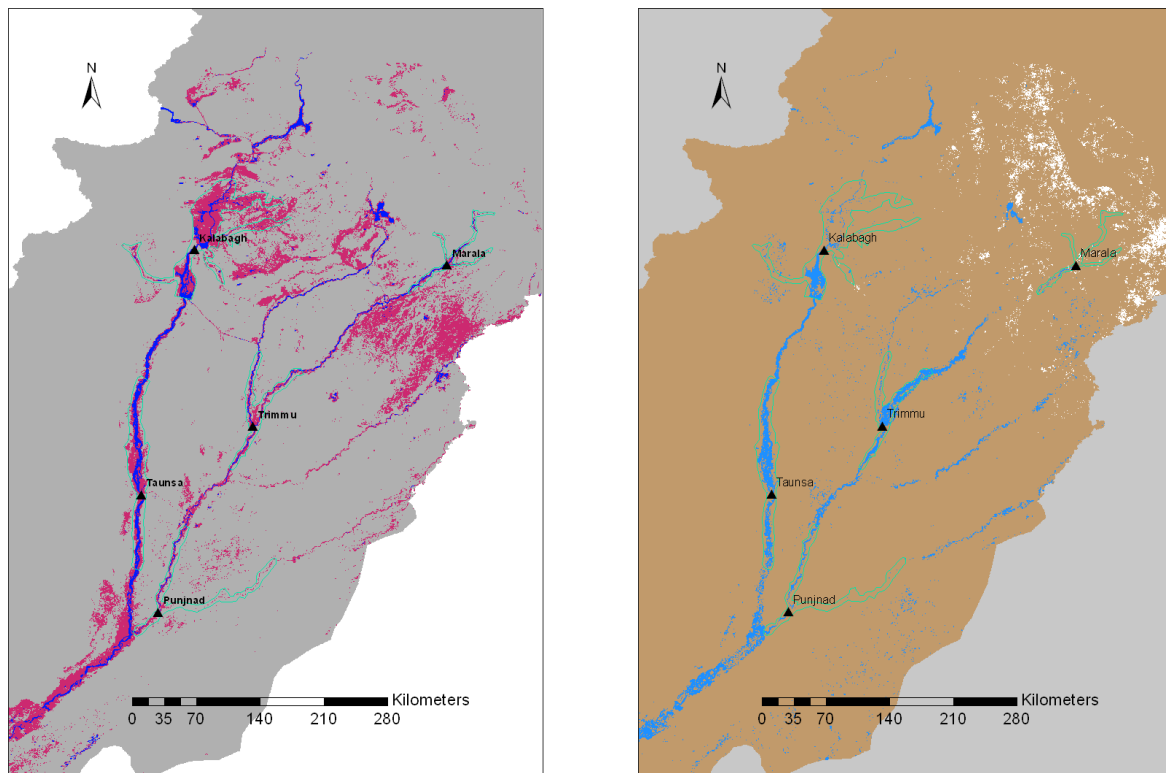 N
Kalabagh
Marala
Trimmu
Taunsa
Punjnad
Kilometers
0 35 70 140 210 280
N
Kalabagh
Marala
Trimmu
Taunsa
Punjnad
Kilometers
0 35 70 140 210 280